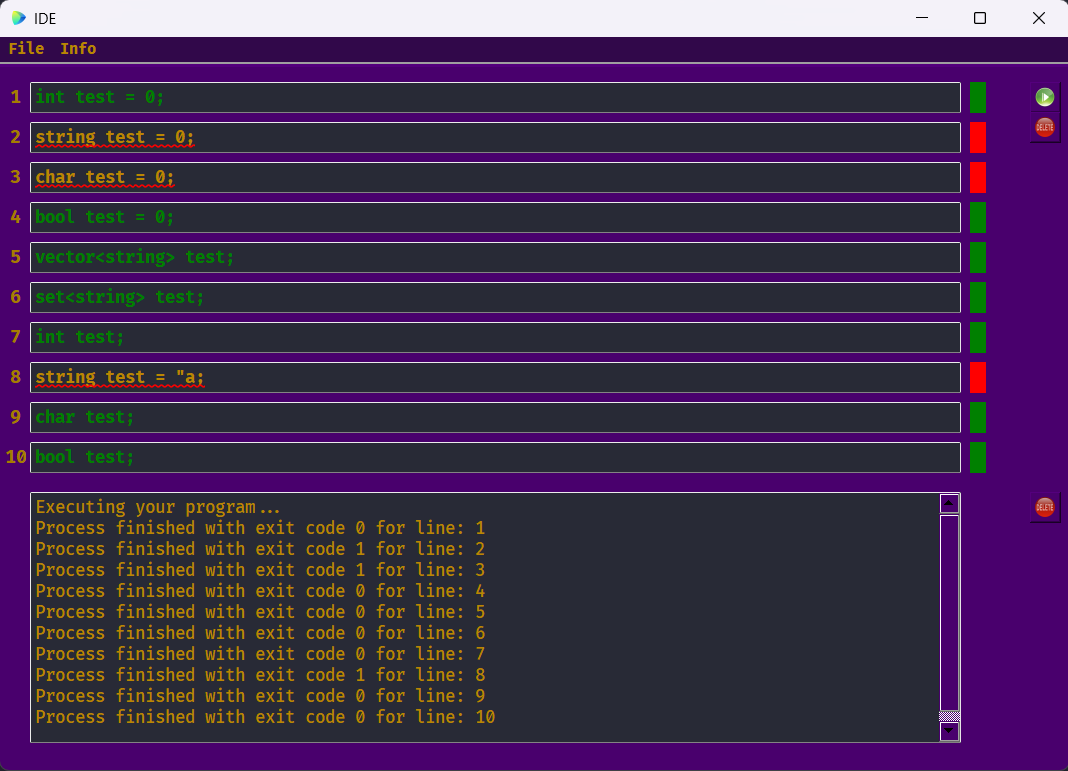 IDE
File Info
1 int test = 0;
2 string test = 0;
3 char test = 0;
4 bool test = 0;
5 vector<string> test;
6 set<string> test;
7 int test;
8 string test = "a;
9 char test;
10 bool test;
DELETE
Executing your program...
Process finished with exit code 0 for line: 1
Process finished with exit code 1 for line: 2
Process finished with exit code 1 for line: 3
Process finished with exit code 0 for line: 4
Process finished with exit code 0 for line: 5
Process finished with exit code 0 for line: 6
Process finished with exit code 0 for line: 7
Process finished with exit code 1 for line: 8
Process finished with exit code 0 for line: 9
Process finished with exit code 0 for line: 10
DELETE